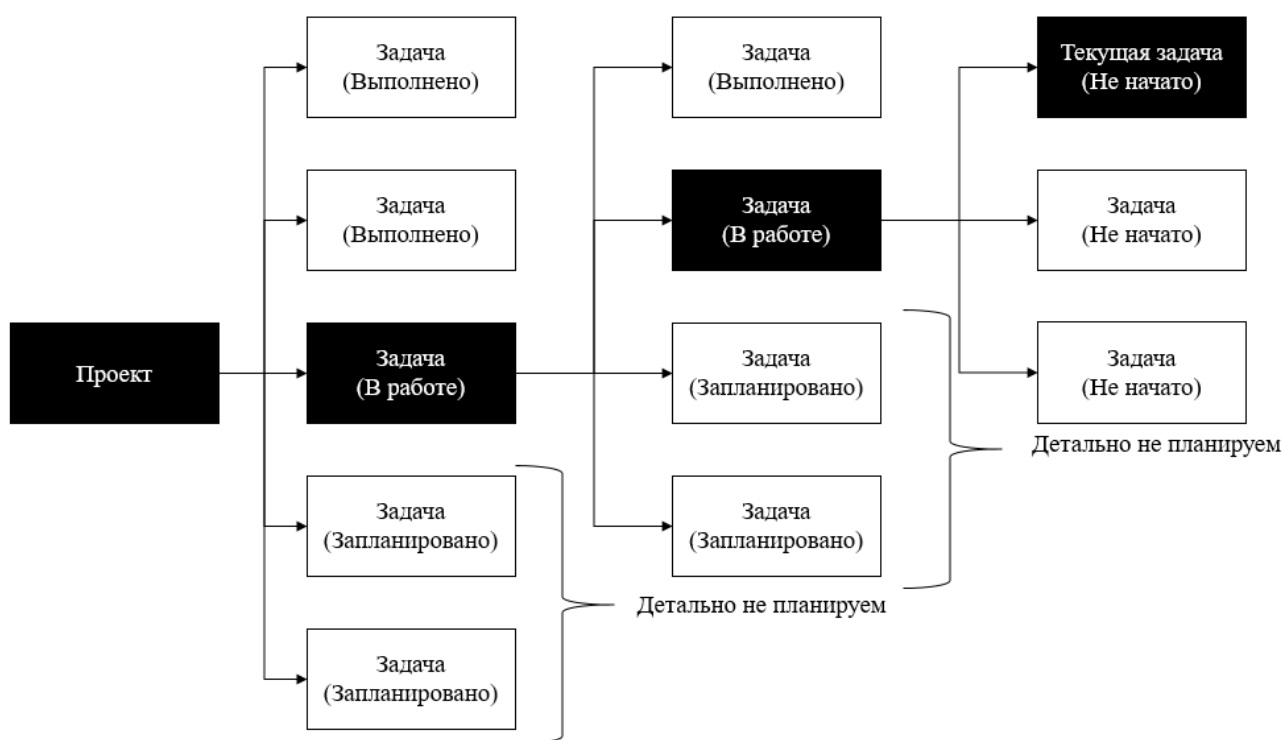 Задача
(Выполнено)
Задача
(Выполнено)
Текущая задача
(Не начато)
Задача
(Выполнено)
Задача
(В работе)
Задача
(Не начато)
Проект
Задача
(В работе)
Задача
(Запланировано)
Задача
(Не начато)
Детально не планируем
Задача
(Запланировано)
Задача
(Запланировано)
Детально не планируем
Задача
(Запланировано)